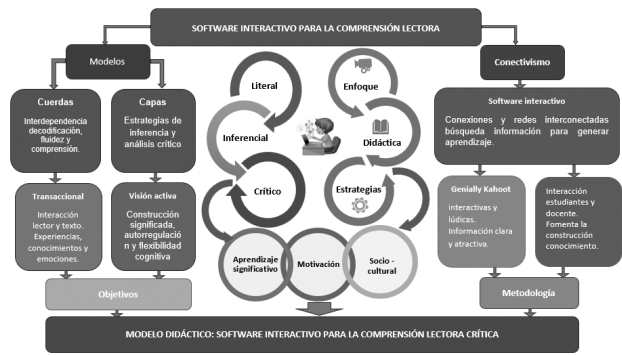 SOFTWARE INTERACTIVO PARA LA COMPRENSIÓN LECTORA
Modelos
Cuerdas
Interdependencia
decodificación,
fluidez y
comprensión.
Capas
Estrategias de
inferencia y
análisis crítico
Transaccional
Interacción
lector y texto.
Experiencias,
conocimientos y
emociones.
Visión activa
Construcción
significada,
autorregulació
n y flexibilidad
cognitiva
Objetivos
Literal
Inferencial
Crítico
Enfoque
Didáctica
Estrategias
Aprendizaje
significativo
Motivación
Socio -
cultural
Conectivismo
Software interactivo
Conexiones y redes interconectadas
búsqueda información para generar
aprendizaje.
Genially Kahoot
interactivas y
lúdicas.
Información clara
y atractiva.
Interacción
estudiantes y
docente.
Fomenta la
construcción
conocimiento.
Metodología
MODELO DIDÁCTICO: SOFTWARE INTERACTIVO PARA LA COMPRENSIÓN LECTORA CRÍTICA